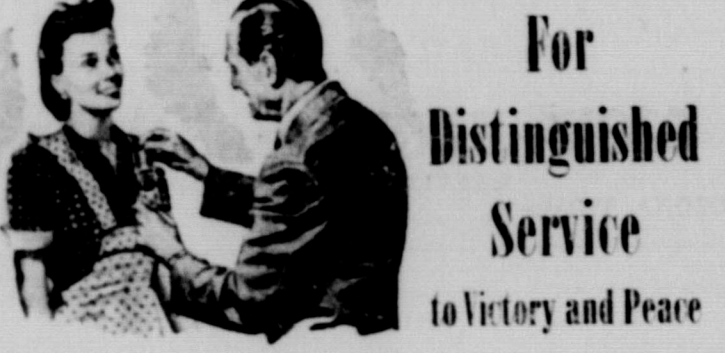 For
Distinguished
Service
to Victory and Peace